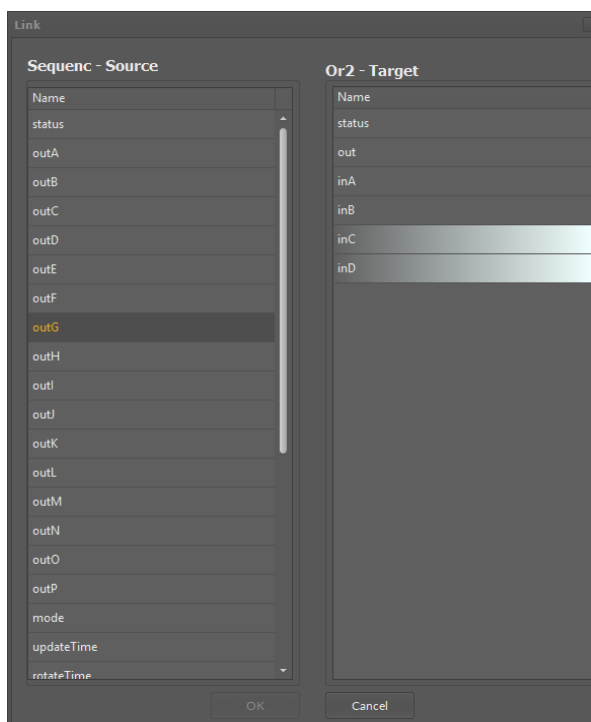 Link
Sequenc - Source
Name
status
outA
outB
outC
outD
outE
outF
outG
outH
outI
outJ
outK
outL
outM
outN
outO
outP
mode
updateTime
rotateTime
OK
Or2 - Target
Name
status
out
inA
inB
inC
inD
Cancel